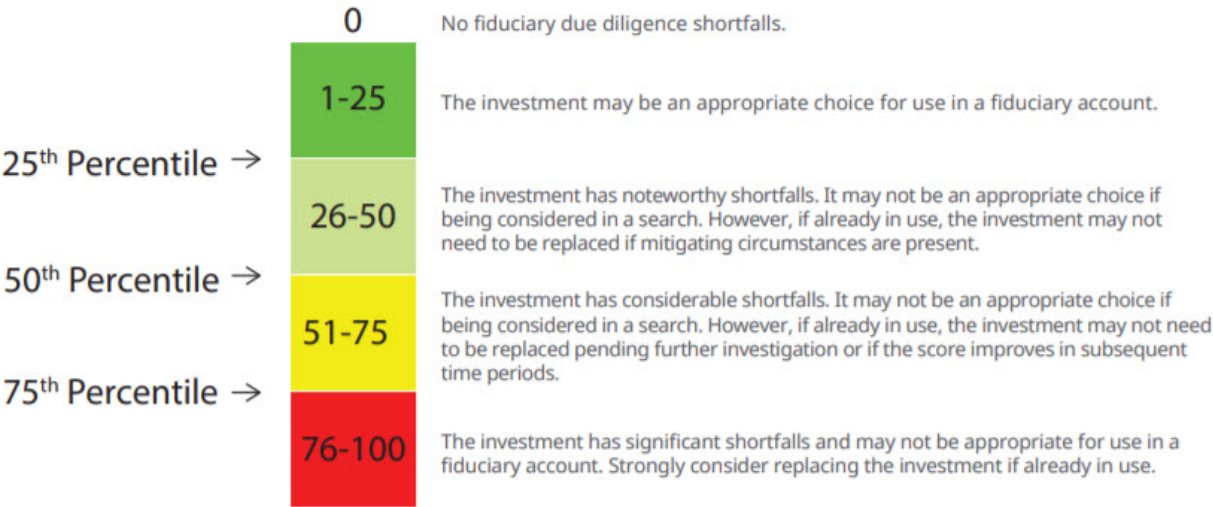 0
No fiduciary due diligence shortfalls.
1-25
The investment may be an appropriate choice for use in a fiduciary account.
25th Percentile →
26-50
The investment has noteworthy shortfalls. It may not be an appropriate choice if
being considered in a search. However, if already in use, the investment may not
need to be replaced if mitigating circumstances are present.
50th Percentile →
51-75
The investment has considerable shortfalls. It may not be an appropriate choice if
being considered in a search. However, if already in use, the investment may not need
to be replaced pending further investigation or if the score improves in subsequent
time periods.
75th Percentile →
76-100
The investment has significant shortfalls and may not be appropriate for use in a
fiduciary account. Strongly consider replacing the investment if already in use.